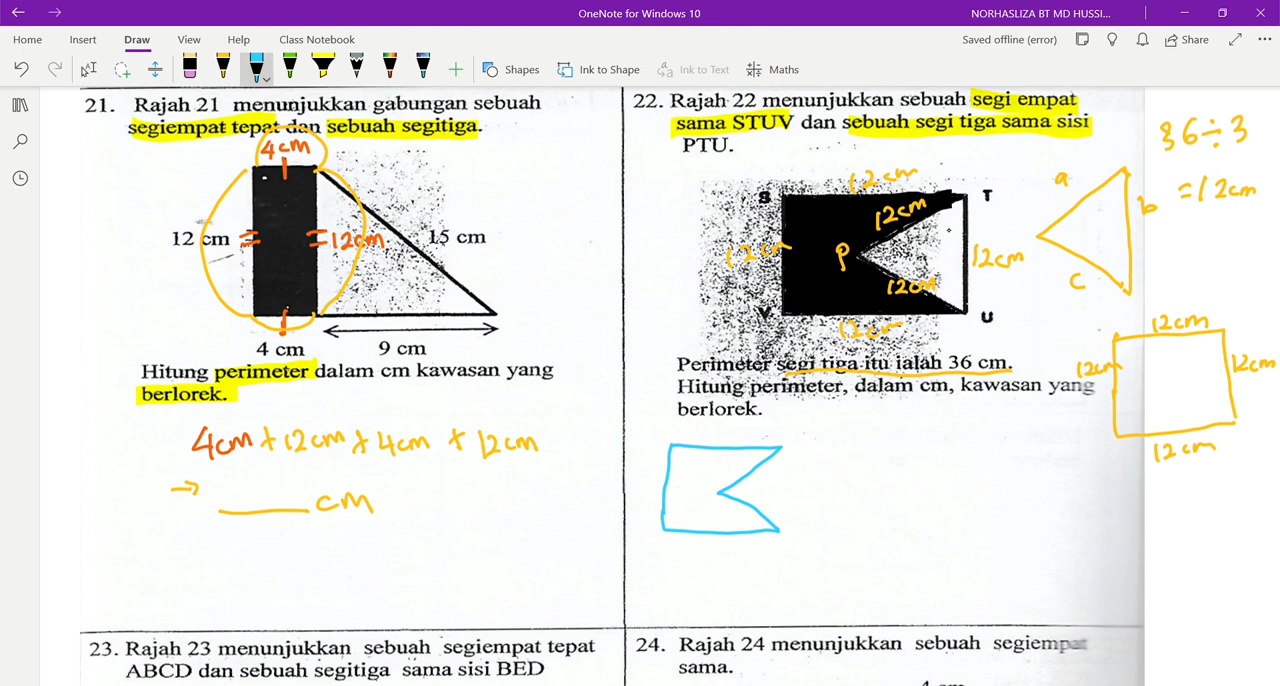 OneNote for Windows 10
NORHASLIZA BT MD HUSSI...
Home Insert Draw View Help Class Notebook
Saved offline (error)
Share
Shapes
Ink to Shape
Ink to Text
Maths
21. Rajah 21 menunjukkan gabungan sebuah
segiempat tepat dan sebuah segitiga.
4cm
12 cm
=
= 12cm
15 cm
4 cm
9 cm
Hitung perimeter dalam cm kawasan yang
berlorek.
4cm + 12cm + 4cm + 12cm
→ ____ cm
22. Rajah 22 menunjukkan sebuah segi empat
sama STUV dan sebuah segi tiga sama sisi
PTU.
12cm
S
T
12cm
12cm
P
12cm
12cm
V
U
12cm
Perimeter segi tiga itu ialah 36 cm.
Hitung perimeter, dalam cm, kawasan yang
berlorek.
36 ÷ 3
= 12cm
a
b
c
12cm
12cm
12cm
12cm
23. Rajah 23 menunjukkan sebuah segiempat tepat
ABCD dan sebuah segitiga sama sisi BED
24. Rajah 24 menunjukkan sebuah segiempat
sama.